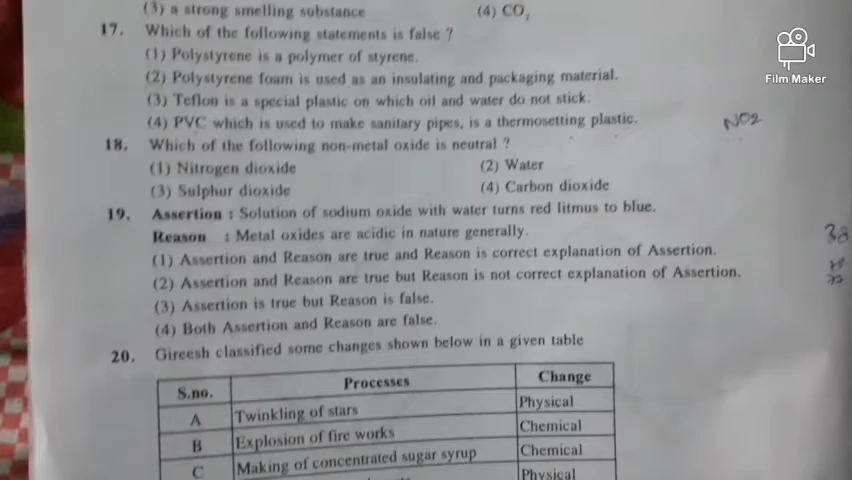 (3) a strong smelling substance (4) CO₂
17. Which of the following statements is false ?
(1) Polystyrene is a polymer of styrene.
(2) Polystyrene foam is used as an insulating and packaging material.
(3) Teflon is a special plastic on which oil and water do not stick.
(4) PVC which is used to make sanitary pipes, is a thermosetting plastic.
NO2
18. Which of the following non-metal oxide is neutral ?
(1) Nitrogen dioxide (2) Water
(3) Sulphur dioxide (4) Carbon dioxide
19. Assertion : Solution of sodium oxide with water turns red litmus to blue.
Reason : Metal oxides are acidic in nature generally.
38
(1) Assertion and Reason are true and Reason is correct explanation of Assertion.
(2) Assertion and Reason are true but Reason is not correct explanation of Assertion.
(3) Assertion is true but Reason is false.
(4) Both Assertion and Reason are false.
20. Gireesh classified some changes shown below in a given table
S.no. Processes Change
A Twinkling of stars Physical
B Explosion of fire works Chemical
C Making of concentrated sugar syrup Chemical
Physical
Film Maker